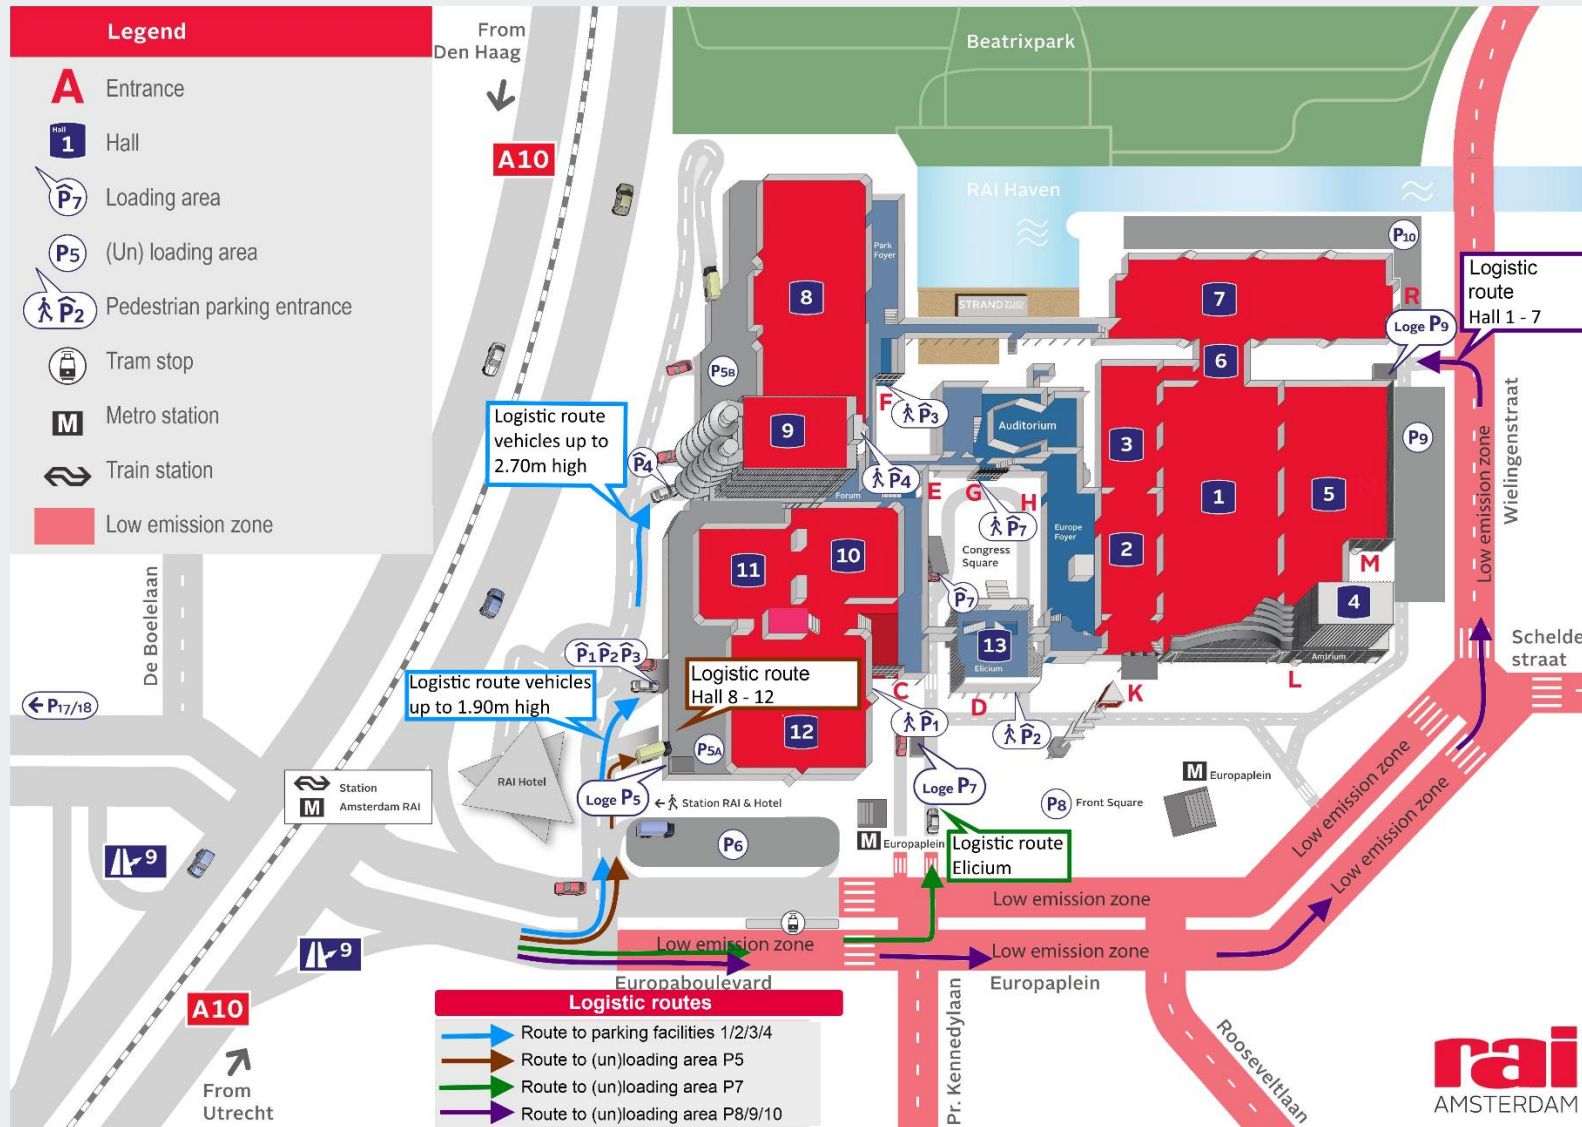 Legend
A Entrance
Hall
1 Hall
P7 Loading area
P5 (Un) loading area
P2 Pedestrian parking entrance
Tram stop
M Metro station
Train station
Low emission zone
From
Den Haag
A10
Beatrixpark
RAI Haven
STRANDZUID
Park
Foyer
8
7
6
P10
R
Logistic
route
Hall 1 - 7
Loge P9
P5B
9
F
P3
Auditorium
3
P9
Wielingenstraat
Low emission zone
Logistic route
vehicles up to
2.70m high
P4
P4
Forum
E
G
H
P7
1
5
M
Europe
Foyer
2
Congress
Square
11
10
P7
M
4
13
Elicium
Amtrium
Schelde
straat
De Boelelaan
P1 P2 P3
Logistic route vehicles
up to 1.90m high
Logistic route
Hall 8 - 12
C
P1
D
P2
K
L
P17/18
12
P5A
RAI Hotel
Loge P5
Station RAI & Hotel
Loge P7
M Europaplein
P8 Front Square
Station
M Amsterdam RAI
9
P6
M Europaplein
Logistic route
Elicium
Low emission zone
Low emission zone
Low emission zone
Low emission zone
Low emission zone
9
Europaboulevard
Europaplein
A10
From
Utrecht
Pr. Kennedylaan
Rooseveltlaan
Logistic routes
Route to parking facilities 1/2/3/4
Route to (un)loading area P5
Route to (un)loading area P7
Route to (un)loading area P8/9/10
rai
AMSTERDAM